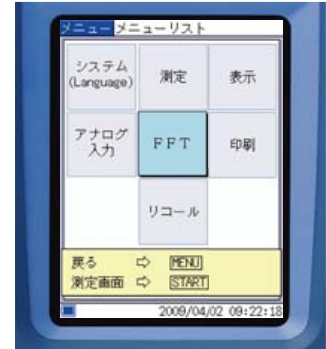 メニュー メニューリスト
システム
(Language)
測定
表示
アナログ
入力
FFT
印刷
リコール
戻る ⇨ MENU
測定画面 ⇨ START
2009/04/02 09:22:18